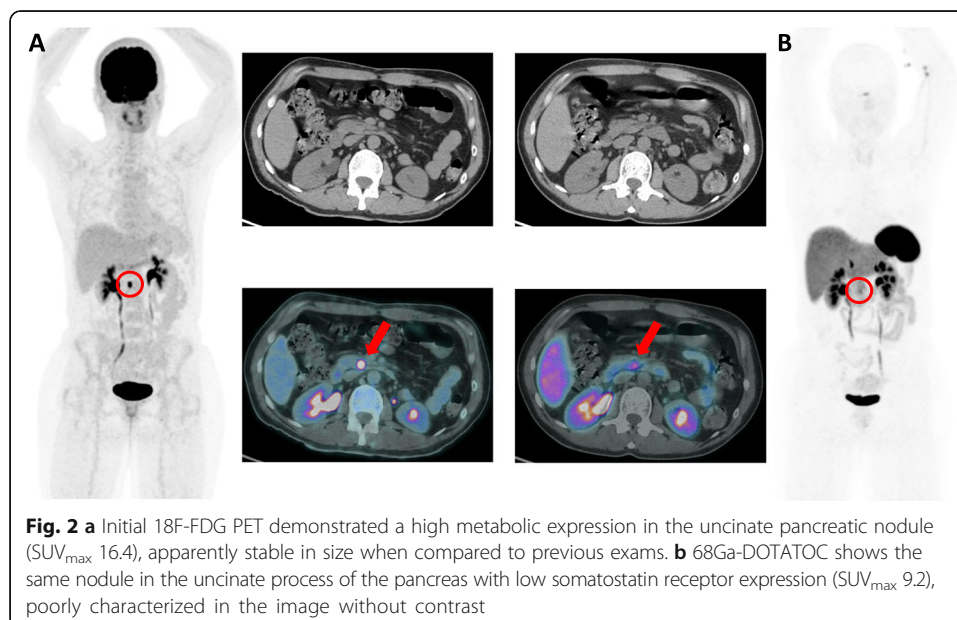 A
B
Fig. 2 a Initial 18F-FDG PET demonstrated a high metabolic expression in the uncinate pancreatic nodule
(SUVmax 16.4), apparently stable in size when compared to previous exams. b 68Ga-DOTATOC shows the
same nodule in the uncinate process of the pancreas with low somatostatin receptor expression (SUVmax 9.2),
poorly characterized in the image without contrast